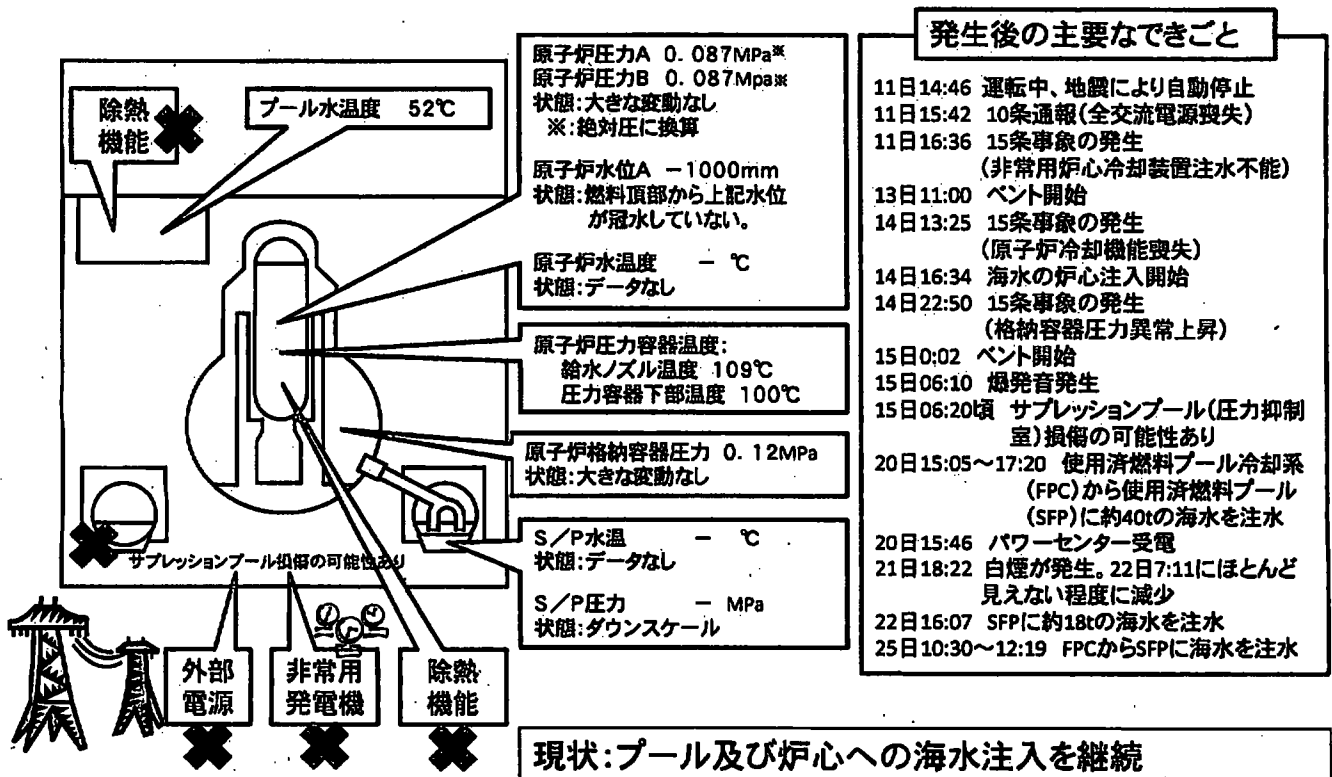 除熱
機能
プール水温度 52℃
原子炉圧力A 0.087MPa※
原子炉圧力B 0.087Mpa※
状態:大きな変動なし
※:絶対圧に換算
原子炉水位A －1000mm
状態:燃料頂部から上記水位
が冠水していない。
原子炉水温度 － ℃
状態:データなし
原子炉圧力容器温度:
給水ノズル温度 109℃
圧力容器下部温度 100℃
原子炉格納容器圧力 0.12MPa
状態:大きな変動なし
S/P水温 － ℃
状態:データなし
S/P圧力 － MPa
状態:ダウンスケール
サプレッションプール損傷の可能性あり
外部
電源
非常用
発電機
除熱
機能
発生後の主要なできごと
11日14:46 運転中、地震により自動停止
11日15:42 10条通報(全交流電源喪失)
11日16:36 15条事象の発生
(非常用炉心冷却装置注水不能)
13日11:00 ベント開始
14日13:25 15条事象の発生
(原子炉冷却機能喪失)
14日16:34 海水の炉心注入開始
14日22:50 15条事象の発生
(格納容器圧力異常上昇)
15日0:02 ベント開始
15日06:10 爆発音発生
15日06:20頃 サプレッションプール(圧力抑制
室)損傷の可能性あり
20日15:05～17:20 使用済燃料プール冷却系
(FPC)から使用済燃料プール
(SFP)に約40tの海水を注水
20日15:46 パワーセンター受電
21日18:22 白煙が発生。22日7:11にほとんど
見えない程度に減少
22日16:07 SFPに約18tの海水を注水
25日10:30～12:19 FPCからSFPに海水を注水
現状:プール及び炉心への海水注入を継続